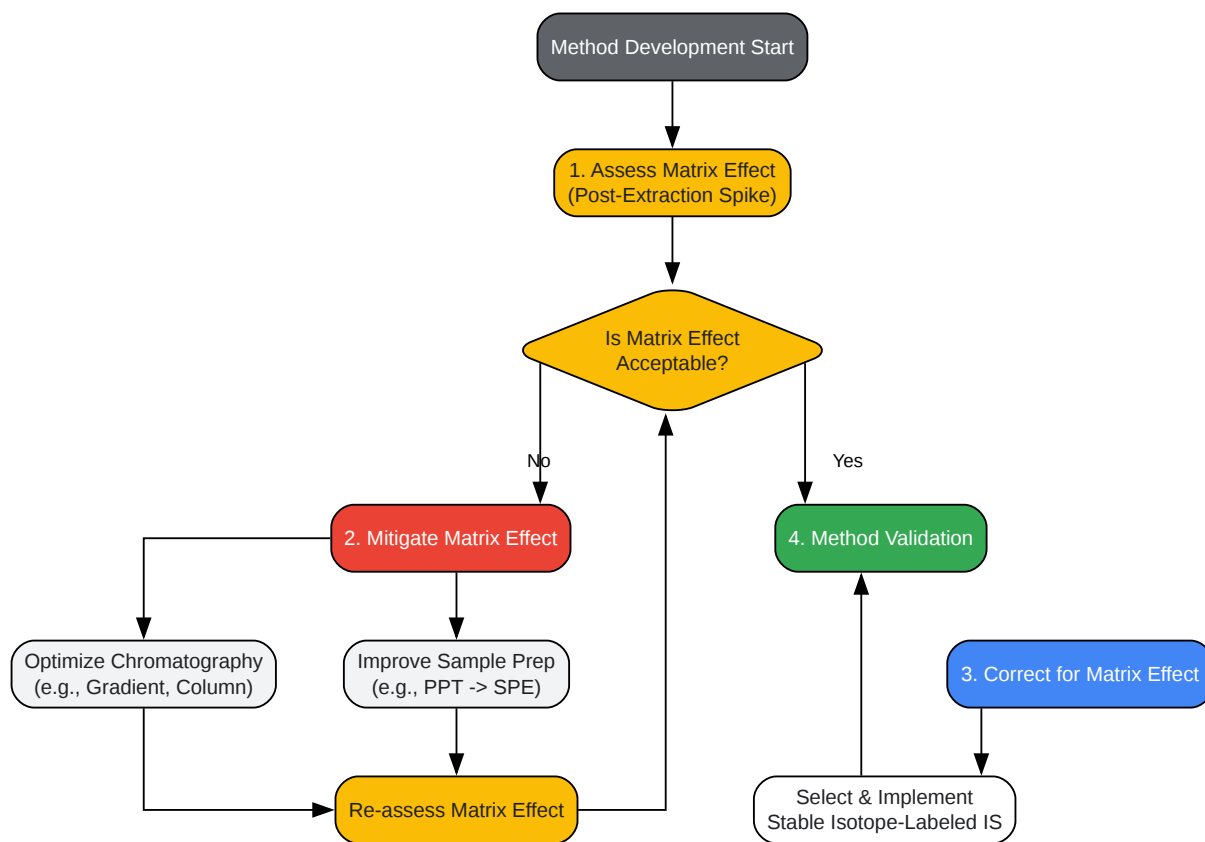 Method Development Start
1. Assess Matrix Effect
(Post-Extraction Spike)
Is Matrix Effect
Acceptable?
No
Yes
2. Mitigate Matrix Effect
4. Method Validation
Optimize Chromatography
(e.g., Gradient, Column)
Improve Sample Prep
(e.g., PPT -> SPE)
3. Correct for Matrix Effect
Re-assess Matrix Effect
Select & Implement
Stable Isotope-Labeled IS